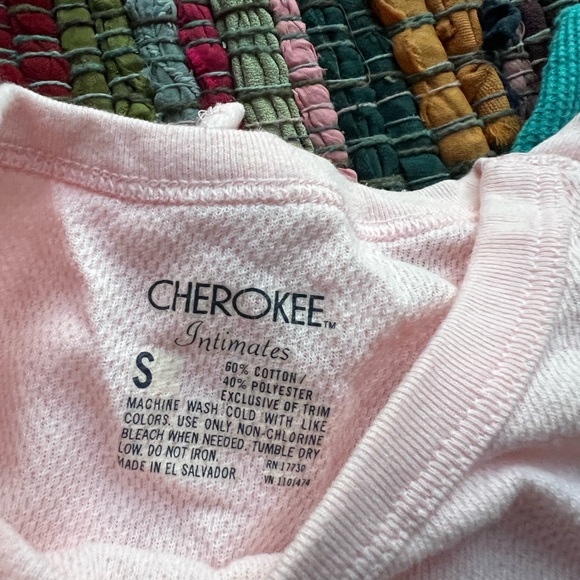 CHEROKEE™
Intimates
S
60% COTTON/
40% POLYESTER
EXCLUSIVE OF TRIM
MACHINE WASH COLD WITH LIKE
COLORS. USE ONLY NON-CHLORINE
BLEACH WHEN NEEDED. TUMBLE DRY
LOW. DO NOT IRON. RN 17730
MADE IN EL SALVADOR VN 1101474